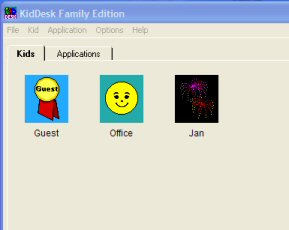 KidDesk Family Edition
File Kid Application Options Help
Kids Applications
Guest
Guest Office Jan